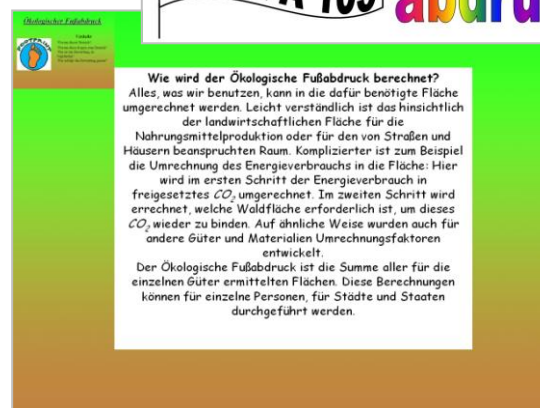 Ökologischer Fußabdruck
Wie wird der Ökologische Fußabdruck berechnet?
Alles, was wir benutzen, kann in die dafür benötigte Fläche
umgerechnet werden. Leicht verständlich ist das hinsichtlich
der landwirtschaftlichen Fläche für die
Nahrungsmittelproduktion oder für den von Straßen und
Häusern beanspruchten Raum. Komplizierter ist zum Beispiel
die Umrechnung des Energieverbrauchs in die Fläche: Hier
wird im ersten Schritt der Energieverbrauch in
freigesetztes CO₂ umgerechnet. Im zweiten Schritt wird
errechnet, welche Waldfläche erforderlich ist, um dieses
CO₂ wieder zu binden. Auf ähnliche Weise wurden auch für
andere Güter und Materialien Umrechnungsfaktoren
entwickelt.
Der Ökologische Fußabdruck ist die Summe aller für die
einzelnen Güter ermittelten Flächen. Diese Berechnungen
können für einzelne Personen, für Städte und Staaten
durchgeführt werden.